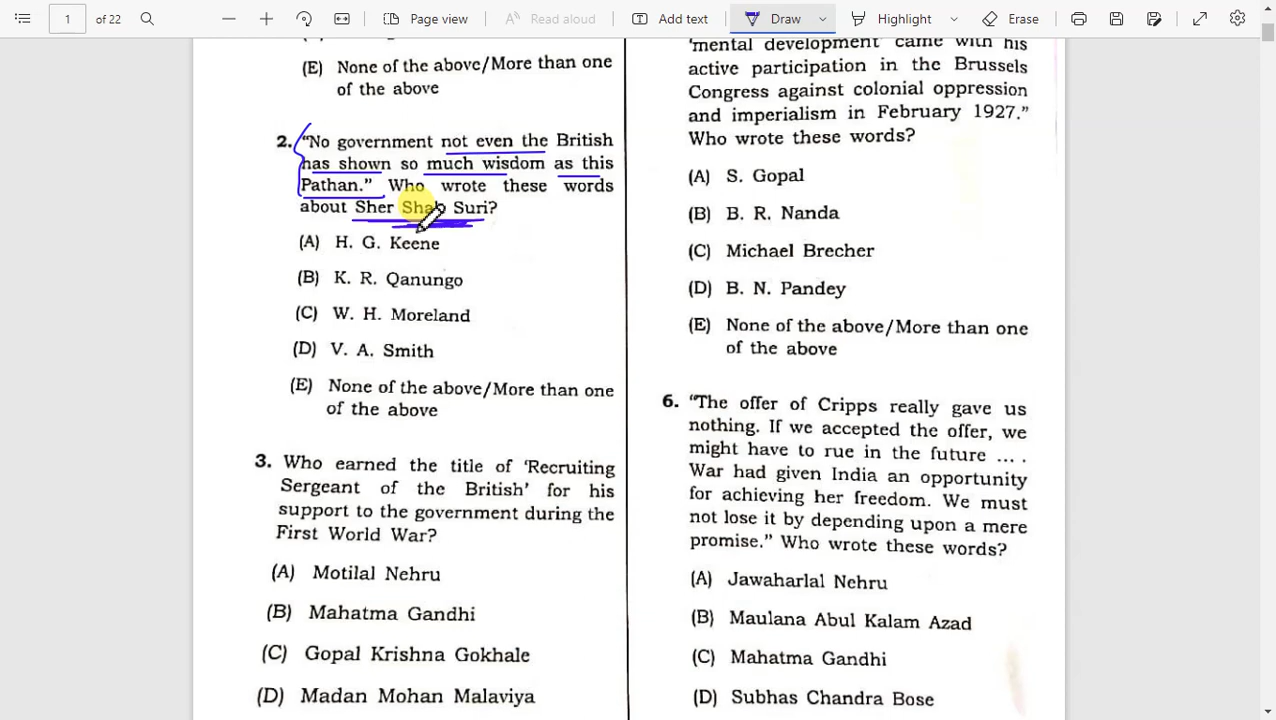 1 of 22 Page view Read aloud Add text Draw Highlight Erase
(E) None of the above/More than one
of the above
2. "No government not even the British
has shown so much wisdom as this
Pathan." Who wrote these words
about Sher Shah Suri?
(A) H. G. Keene
(B) K. R. Qanungo
(C) W. H. Moreland
(D) V. A. Smith
(E) None of the above/More than one
of the above
3. Who earned the title of 'Recruiting
Sergeant of the British' for his
support to the government during the
First World War?
(A) Motilal Nehru
(B) Mahatma Gandhi
(C) Gopal Krishna Gokhale
(D) Madan Mohan Malaviya
'mental development came with his
active participation in the Brussels
Congress against colonial oppression
and imperialism in February 1927."
Who wrote these words?
(A) S. Gopal
(B) B. R. Nanda
(C) Michael Brecher
(D) B. N. Pandey
(E) None of the above/More than one
of the above
6. "The offer of Cripps really gave us
nothing. If we accepted the offer, we
might have to rue in the future ... .
War had given India an opportunity
for achieving her freedom. We must
not lose it by depending upon a mere
promise." Who wrote these words?
(A) Jawaharlal Nehru
(B) Maulana Abul Kalam Azad
(C) Mahatma Gandhi
(D) Subhas Chandra Bose